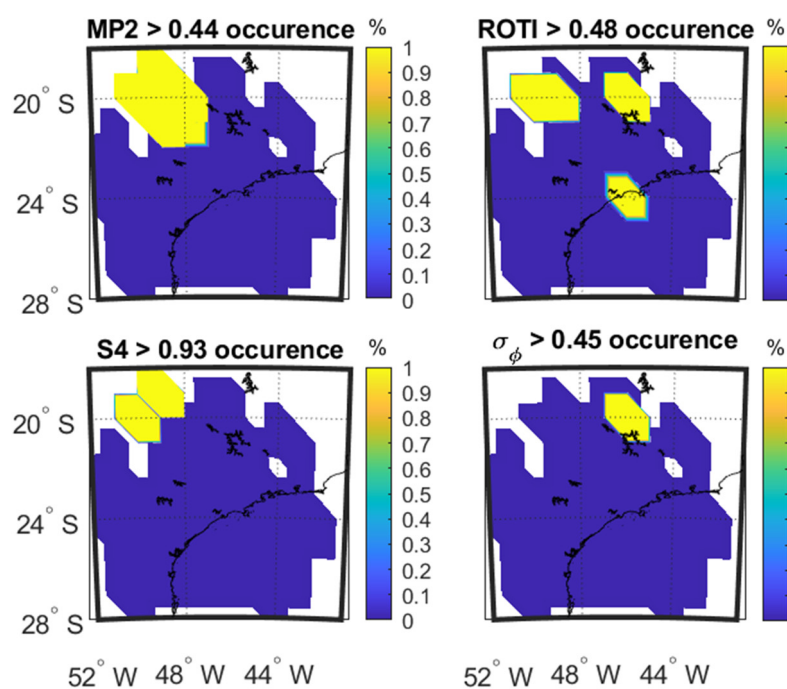 MP2 > 0.44 occurence
%
ROTI > 0.48 occurence
%
1
0.9
0.8
0.7
0.6
0.5
0.4
0.3
0.2
0.1
0
20° S
24° S
28° S
S4 > 0.93 occurence
%
σϕ > 0.45 occurence
%
1
0.9
0.8
0.7
0.6
0.5
0.4
0.3
0.2
0.1
0
20° S
24° S
28° S
52° W 48° W 44° W
52° W 48° W 44° W